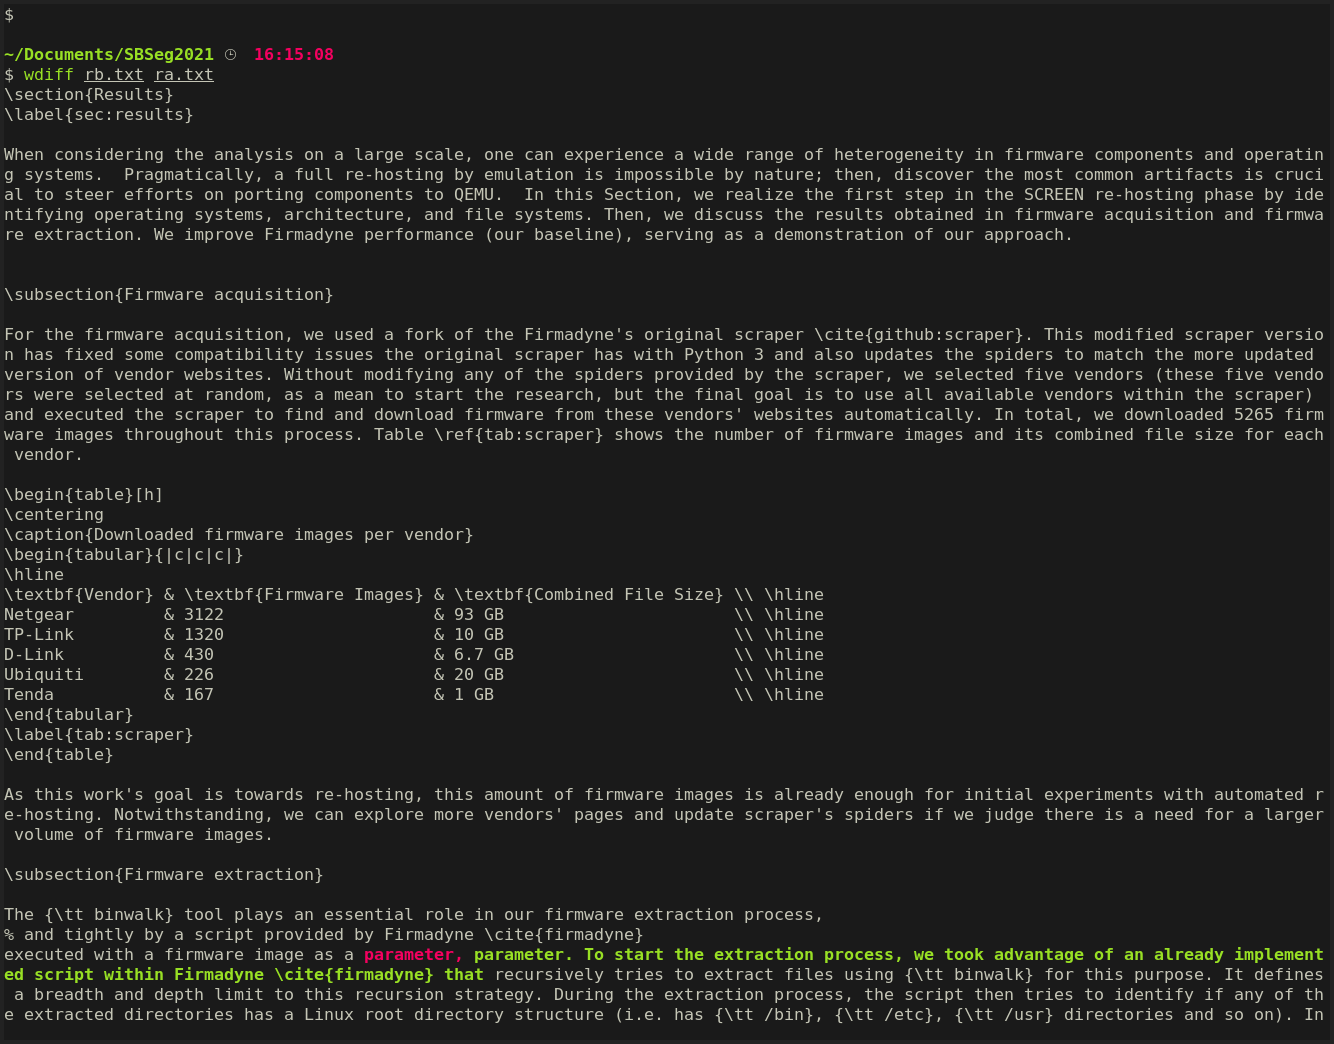 $
~/Documents/SBSeg2021 🕒 16:15:08
$ wdiff rb.txt ra.txt
\section{Results}
\label{sec:results}
When considering the analysis on a large scale, one can experience a wide range of heterogeneity in firmware components and operatin
g systems.  Pragmatically, a full re-hosting by emulation is impossible by nature; then, discover the most common artifacts is cruci
al to steer efforts on porting components to QEMU.  In this Section, we realize the first step in the SCREEN re-hosting phase by ide
ntifying operating systems, architecture, and file systems. Then, we discuss the results obtained in firmware acquisition and firmwa
re extraction. We improve Firmadyne performance (our baseline), serving as a demonstration of our approach.
\subsection{Firmware acquisition}
For the firmware acquisition, we used a fork of the Firmadyne's original scraper \cite{github:scraper}. This modified scraper versio
n has fixed some compatibility issues the original scraper has with Python 3 and also updates the spiders to match the more updated
version of vendor websites. Without modifying any of the spiders provided by the scraper, we selected five vendors (these five vendo
rs were selected at random, as a mean to start the research, but the final goal is to use all available vendors within the scraper)
and executed the scraper to find and download firmware from these vendors' websites automatically. In total, we downloaded 5265 firm
ware images throughout this process. Table \ref{tab:scraper} shows the number of firmware images and its combined file size for each
 vendor.
\begin{table}[h]
\centering
\caption{Downloaded firmware images per vendor}
\begin{tabular}{|c|c|c|}
\hline
\textbf{Vendor} & \textbf{Firmware Images} & \textbf{Combined File Size} \\ \hline
Netgear         & 3122                     & 93 GB                       \\ \hline
TP-Link         & 1320                     & 10 GB                       \\ \hline
D-Link          & 430                      & 6.7 GB                      \\ \hline
Ubiquiti        & 226                      & 20 GB                       \\ \hline
Tenda           & 167                      & 1 GB                        \\ \hline
\end{tabular}
\label{tab:scraper}
\end{table}
As this work's goal is towards re-hosting, this amount of firmware images is already enough for initial experiments with automated r
e-hosting. Notwithstanding, we can explore more vendors' pages and update scraper's spiders if we judge there is a need for a larger
 volume of firmware images.
\subsection{Firmware extraction}
The {\tt binwalk} tool plays an essential role in our firmware extraction process,
% and tightly by a script provided by Firmadyne \cite{firmadyne}
executed with a firmware image as a parameter, parameter. To start the extraction process, we took advantage of an already implement
ed script within Firmadyne \cite{firmadyne} that recursively tries to extract files using {\tt binwalk} for this purpose. It defines
 a breadth and depth limit to this recursion strategy. During the extraction process, the script then tries to identify if any of th
e extracted directories has a Linux root directory structure (i.e. has {\tt /bin}, {\tt /etc}, {\tt /usr} directories and so on). In